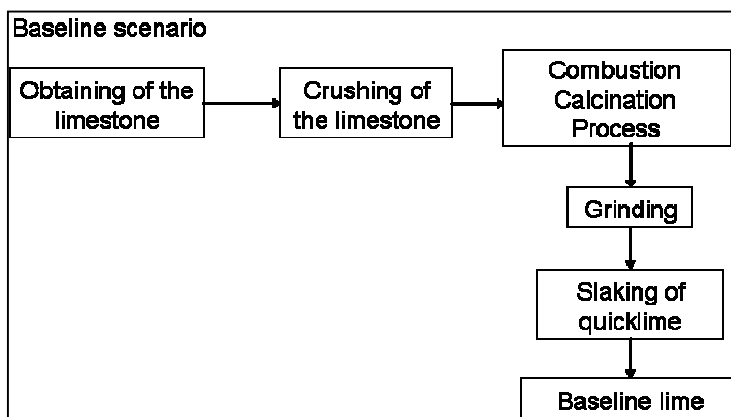 Baseline scenario
Obtaining of the
limestone
Crushing of
the limestone
Combustion
Calcination
Process
Grinding
Slaking of
quicklime
Baseline lime